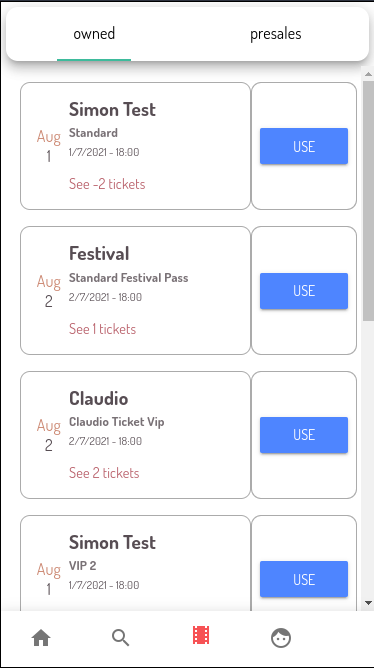 owned presales
Simon Test
Aug
1
Standard
1/7/2021 - 18:00
See -2 tickets
USE
Festival
Aug
2
Standard Festival Pass
2/7/2021 - 18:00
See 1 tickets
USE
Claudio
Aug
2
Claudio Ticket Vip
2/7/2021 - 18:00
See 2 tickets
USE
Simon Test
Aug
1
VIP 2
1/7/2021 - 18:00
USE